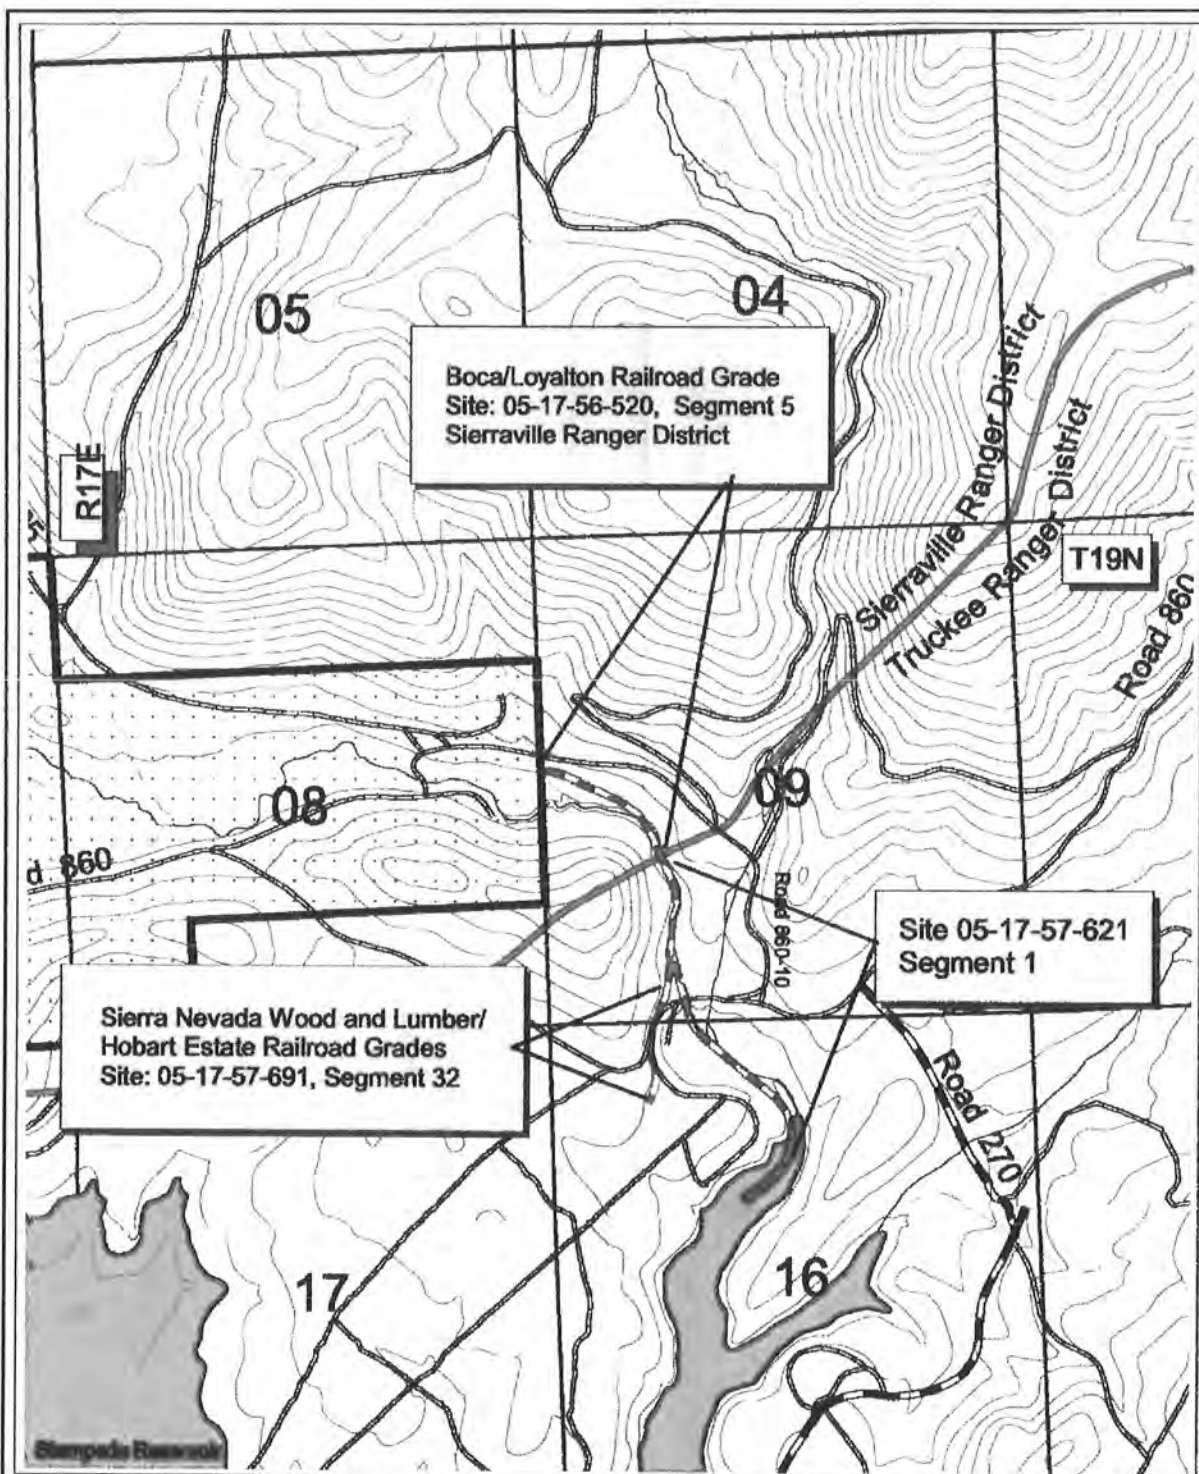 05
04
Boca/Loyalton Railroad Grade
Site: 05-17-56-520, Segment 5
Sierraville Ranger District
R17E
Sierraville Ranger District
Truckee Ranger District
T19N
Road 860
08
09
860
Road 860-10
Site 05-17-57-621
Segment 1
Sierra Nevada Wood and Lumber/
Hobart Estate Railroad Grades
Site: 05-17-57-691, Segment 32
Road 270
17
16
Stampede Reservoir